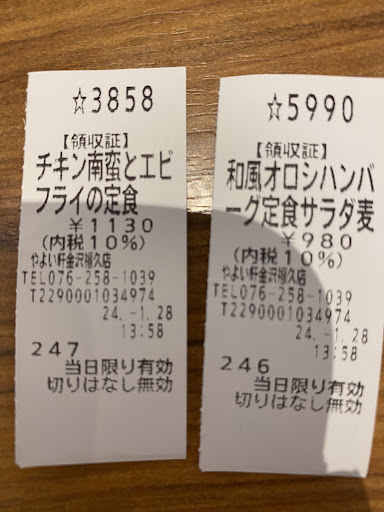 ☆3858
【領収証】
チキン南蛮とエビ
フライの定食
¥1130
(内税10%)
やよい軒金沢福久店
TEL076-258-1039
T2290001034974
24.-1.28
13:58
247
当日限り有効
切りはなし無効
☆5990
【領収証】
和風オロシハンバ
ーグ定食サラダ麦
¥980
(内税10%)
やよい軒金沢福久店
TEL076-258-1039
T2290001034974
24.-1.28
13:58
246
当日限り有効
切りはなし無効